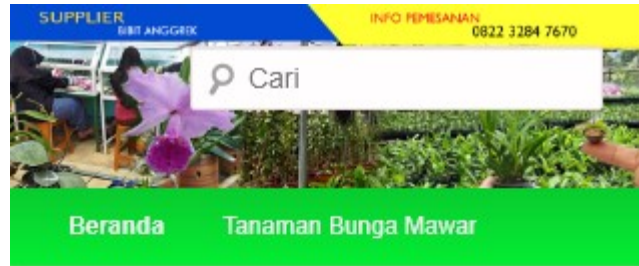 SUPPLIER
BIBIT ANGGREK
INFO PEMESANAN
0822 3284 7670
Cari
Beranda
Tanaman Bunga Mawar